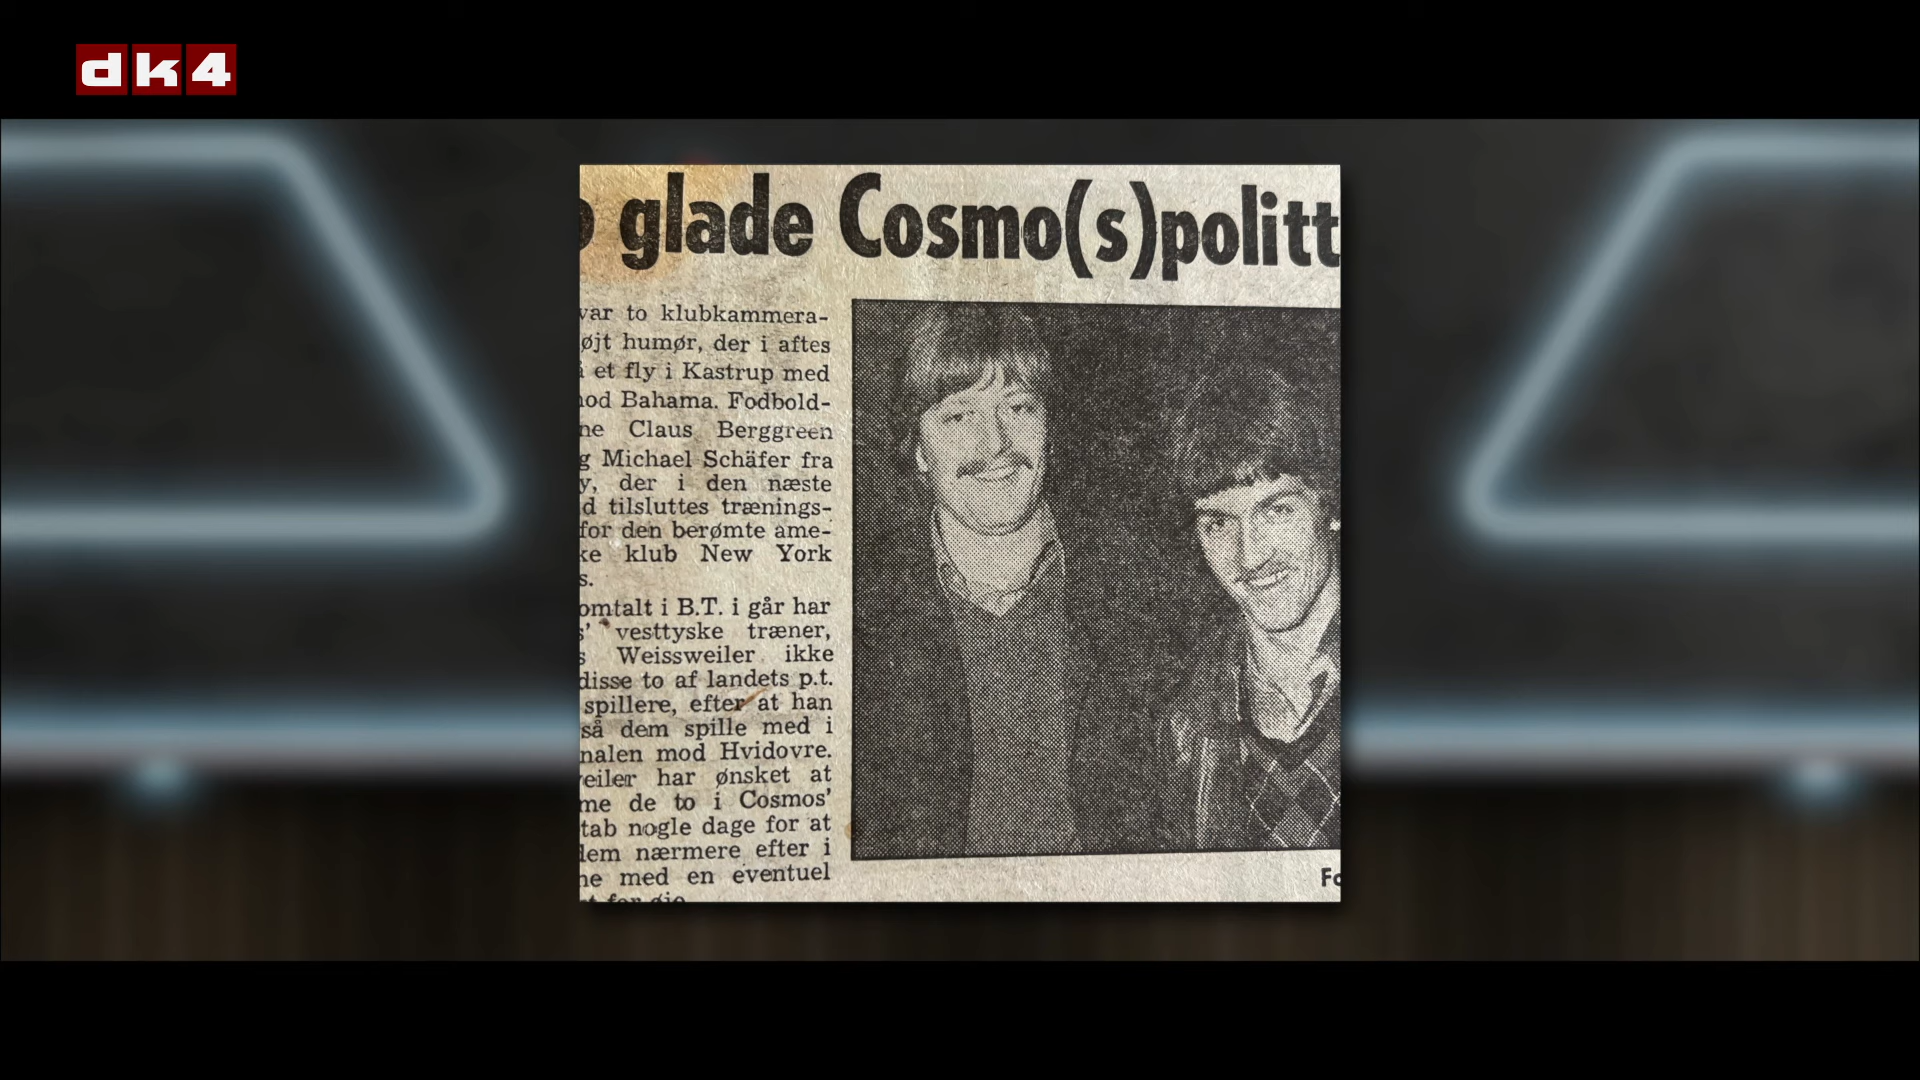 dk4
glade Cosmo(s)politt
var to klubkammera-
øjt humør, der i aftes
et fly i Kastrup med
mod Bahama. Fodbold-
ne Claus Berggreen
g Michael Schäfer fra
y, der i den næste
d tilsluttes trænings-
for den berømte ame-
ke klub New York
s.
omtalt i B.T. i går har
s' vesttyske træner,
s Weissweiler ikke
disse to af landets p.t.
spillere, efter at han
så dem spille med i
nalen mod Hvidovre.
eiler har ønsket at
me de to i Cosmos'
tab nogle dage for at
dem nærmere efter i
ne med en eventuel
for øje
Fo